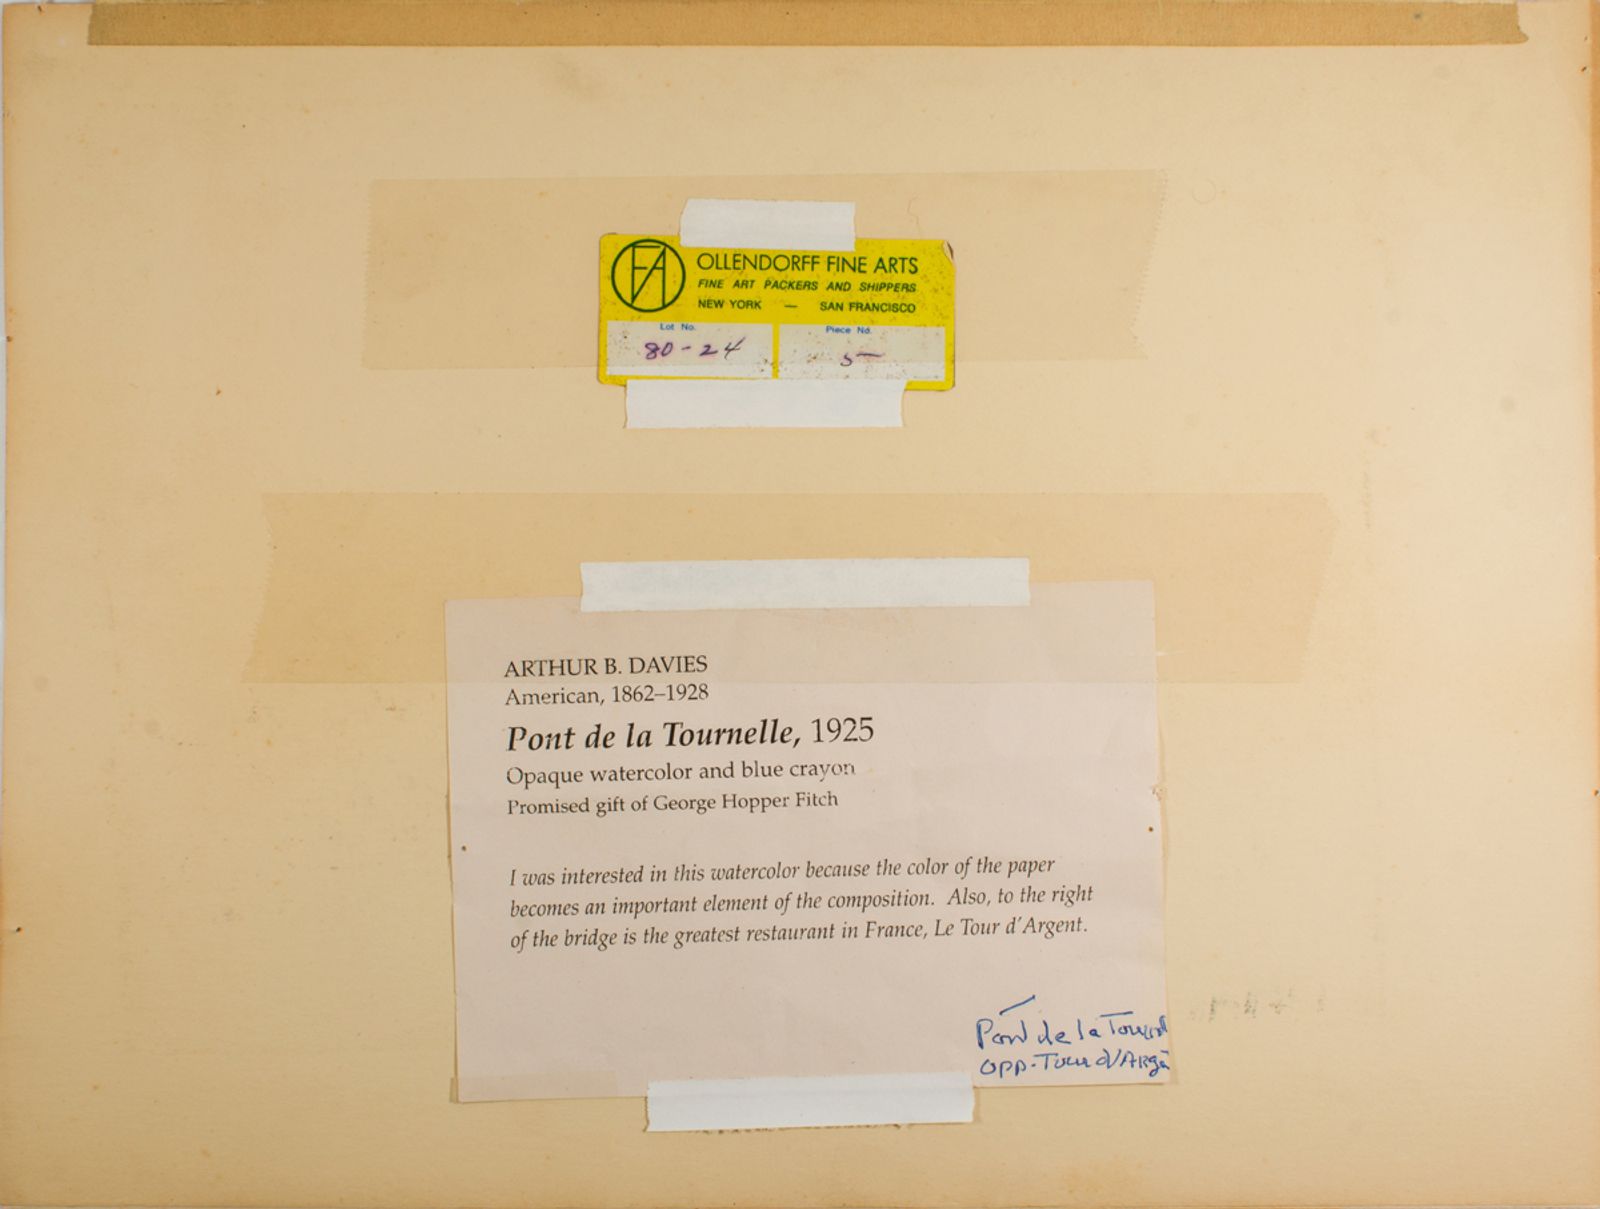 FA
OLLENDORFF FINE ARTS
FINE ART PACKERS AND SHIPPERS
NEW YORK — SAN FRANCISCO
Lot No. Piece No.
80-24 5
ARTHUR B. DAVIES
American, 1862–1928
Pont de la Tournelle, 1925
Opaque watercolor and blue crayon
Promised gift of George Hopper Fitch
I was interested in this watercolor because the color of the paper
becomes an important element of the composition. Also, to the right
of the bridge is the greatest restaurant in France, Le Tour d'Argent.
Pont de la
opp. Tour d'